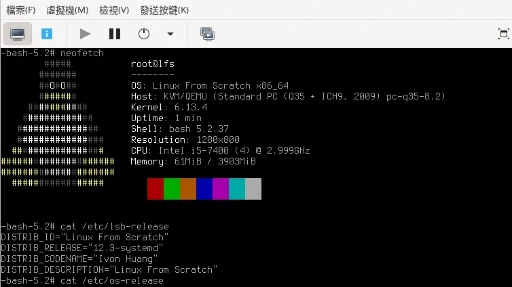 檔案(F) 虛擬機(M) 檢視(V) 發送按鍵(K)
-bash-5.2# neofetch
root@lfs
--------
OS: Linux From Scratch x86_64
Host: KVM/QEMU (Standard PC (Q35 + ICH9, 2009) pc-q35-8.2)
Kernel: 6.13.4
Uptime: 1 min
Shell: bash 5.2.37
Resolution: 1280x800
CPU: Intel i5-7400 (4) @ 2.999GHz
Memory: 61MiB / 3903MiB
-bash-5.2# cat /etc/lsb-release
DISTRIB_ID="Linux From Scratch"
DISTRIB_RELEASE="12.3-systemd"
DISTRIB_CODENAME="Ivon Huang"
DISTRIB_DESCRIPTION="Linux From Scratch"
-bash-5.2# cat /etc/os-release